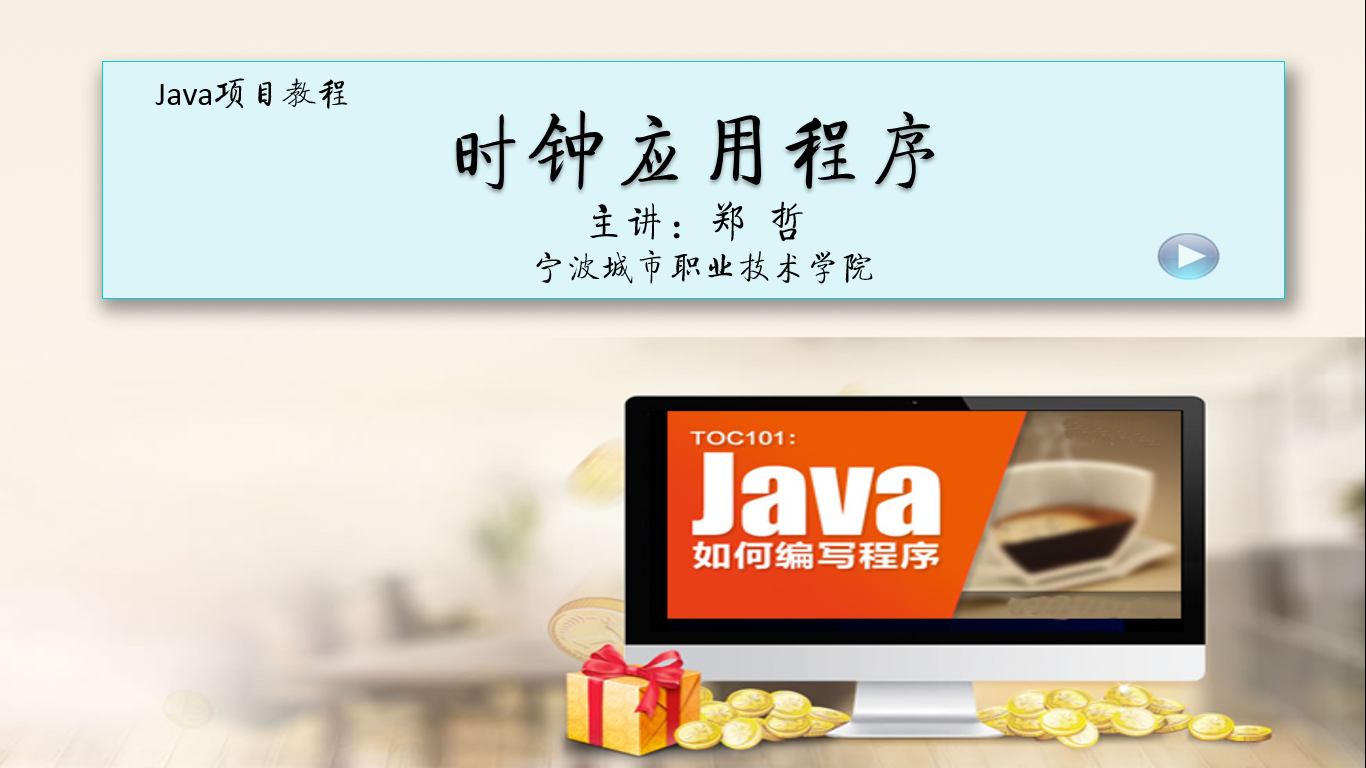 Java项目教程
时钟应用程序
主讲：郑 哲
宁波城市职业技术学院
TOC101:
Java
如何编写程序